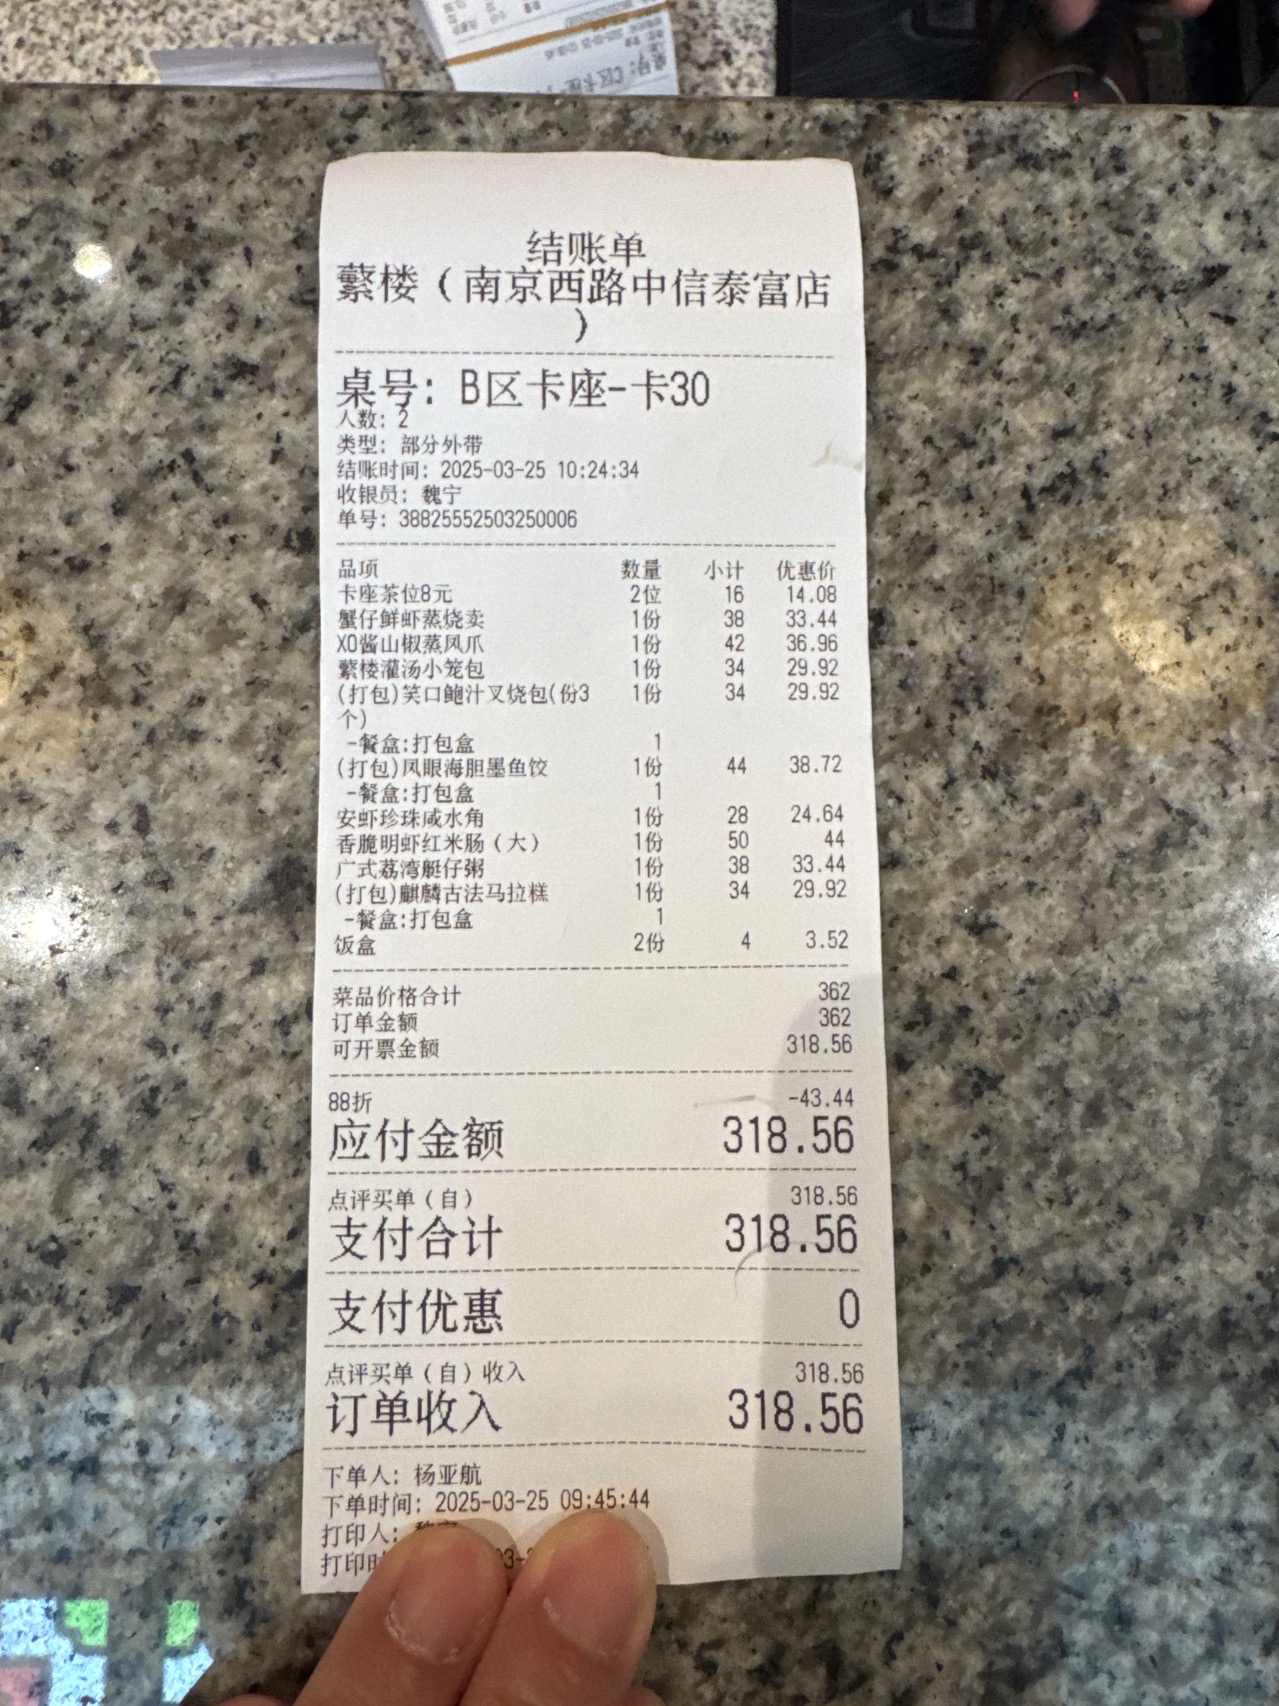 结账单
蘩楼（南京西路中信泰富店
）
桌号: B区卡座-卡30
人数: 2
类型: 部分外带
结账时间: 2025-03-25 10:24:34
收银员: 魏宁
单号: 38825552503250006
品项 数量 小计 优惠价
卡座茶位8元 2位 16 14.08
蟹仔鲜虾蒸烧卖 1份 38 33.44
XO酱山椒蒸凤爪 1份 42 36.96
蘩楼灌汤小笼包 1份 34 29.92
(打包)笑口鲍汁叉烧包(份3 1份 34 29.92
个)
-餐盒:打包盒 1
(打包)凤眼海胆墨鱼饺 1份 44 38.72
-餐盒:打包盒 1
安虾珍珠咸水角 1份 28 24.64
香脆明虾红米肠（大） 1份 50 44
广式荔湾艇仔粥 1份 38 33.44
(打包)麒麟古法马拉糕 1份 34 29.92
-餐盒:打包盒 1
饭盒 2份 4 3.52
菜品价格合计 362
订单金额 362
可开票金额 318.56
88折 -43.44
应付金额 318.56
点评买单（自） 318.56
支付合计 318.56
支付优惠 0
点评买单（自）收入 318.56
订单收入 318.56
下单人: 杨亚航
下单时间: 2025-03-25 09:45:44
打印人:
打印时